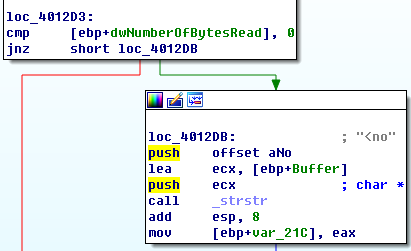 loc_4012D3:
cmp [ebp+dwNumberOfBytesRead], 0
jnz short loc_4012DB
loc_4012DB: ; "<no"
push offset aNo
lea ecx, [ebp+Buffer]
push ecx ; char *
call _strstr
add esp, 8
mov [ebp+var_21C], eax